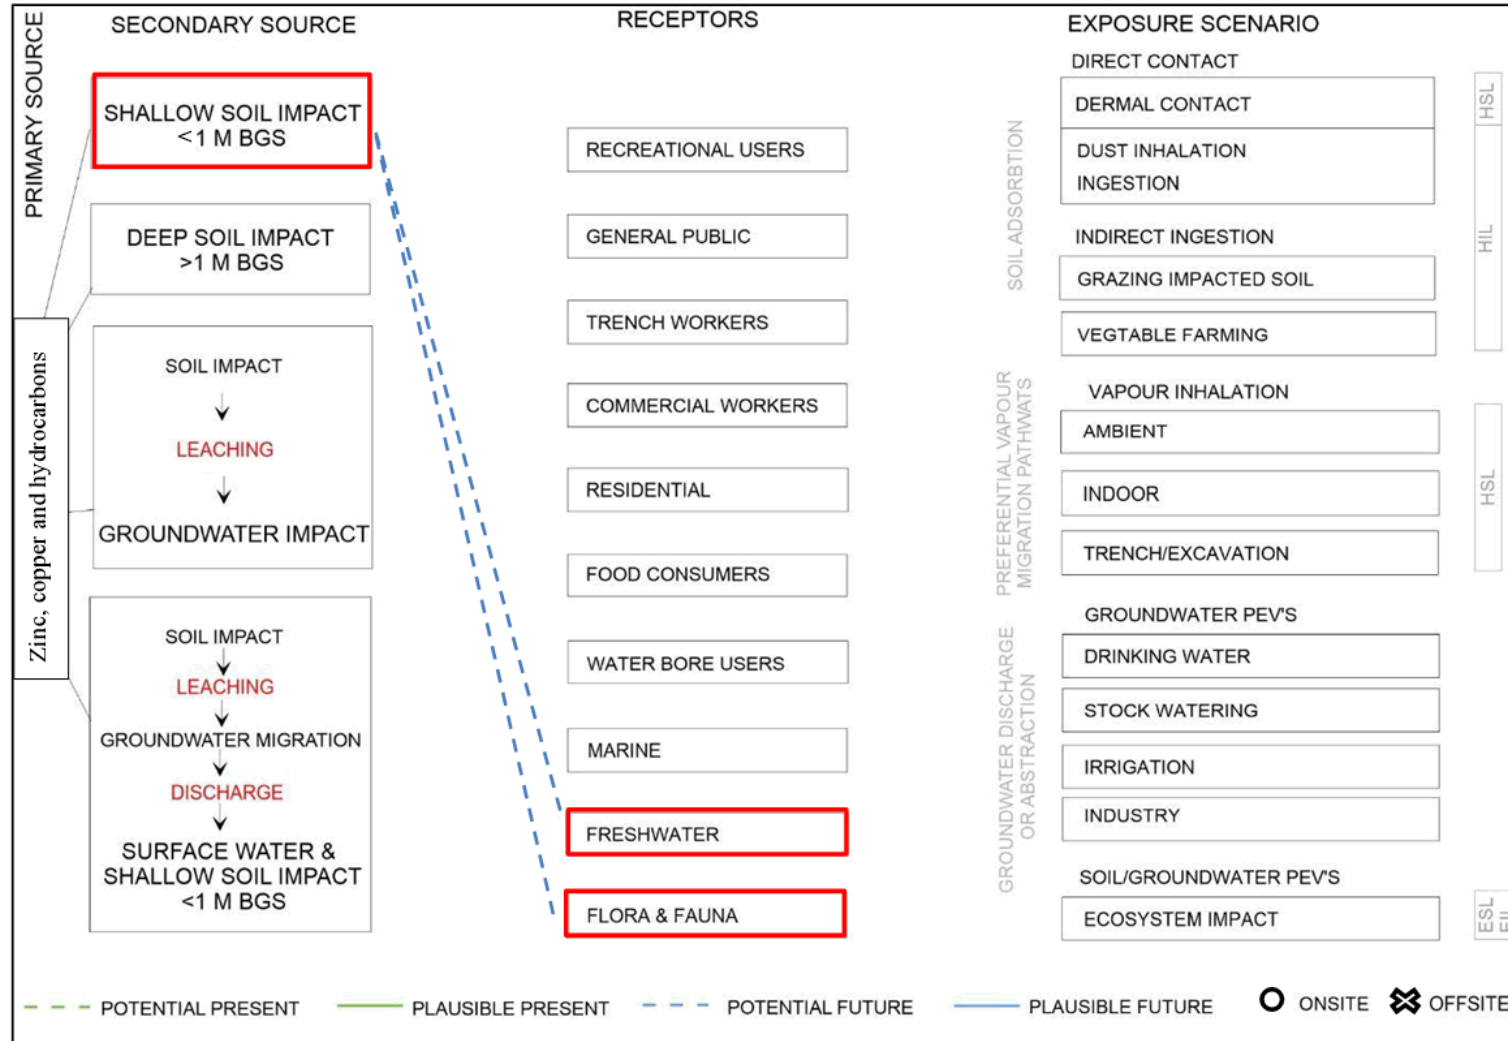 PRIMARY SOURCE
SECONDARY SOURCE
SHALLOW SOIL IMPACT
<1 M BGS
DEEP SOIL IMPACT
>1 M BGS
SOIL IMPACT
LEACHING
GROUNDWATER IMPACT
SOIL IMPACT
LEACHING
GROUNDWATER MIGRATION
DISCHARGE
SURFACE WATER &
SHALLOW SOIL IMPACT
<1 M BGS
Zinc, copper and hydrocarbons
RECEPTORS
RECREATIONAL USERS
GENERAL PUBLIC
TRENCH WORKERS
COMMERCIAL WORKERS
RESIDENTIAL
FOOD CONSUMERS
WATER BORE USERS
MARINE
FRESHWATER
FLORA & FAUNA
EXPOSURE SCENARIO
SOIL ADSORBTION
DIRECT CONTACT
DERMAL CONTACT
DUST INHALATION
INGESTION
INDIRECT INGESTION
GRAZING IMPACTED SOIL
VEGTABLE FARMING
HSL
HIL
PREFERENTIAL VAPOUR
MIGRATION PATHWATS
VAPOUR INHALATION
AMBIENT
INDOOR
TRENCH/EXCAVATION
HSL
GROUNDWATER DISCHARGE
OR ABSTRACTION
GROUNDWATER PEV'S
DRINKING WATER
STOCK WATERING
IRRIGATION
INDUSTRY
SOIL/GROUNDWATER PEV'S
ECOSYSTEM IMPACT
ESL
POTENTIAL PRESENT
PLAUSIBLE PRESENT
POTENTIAL FUTURE
PLAUSIBLE FUTURE
ONSITE
OFFSITE